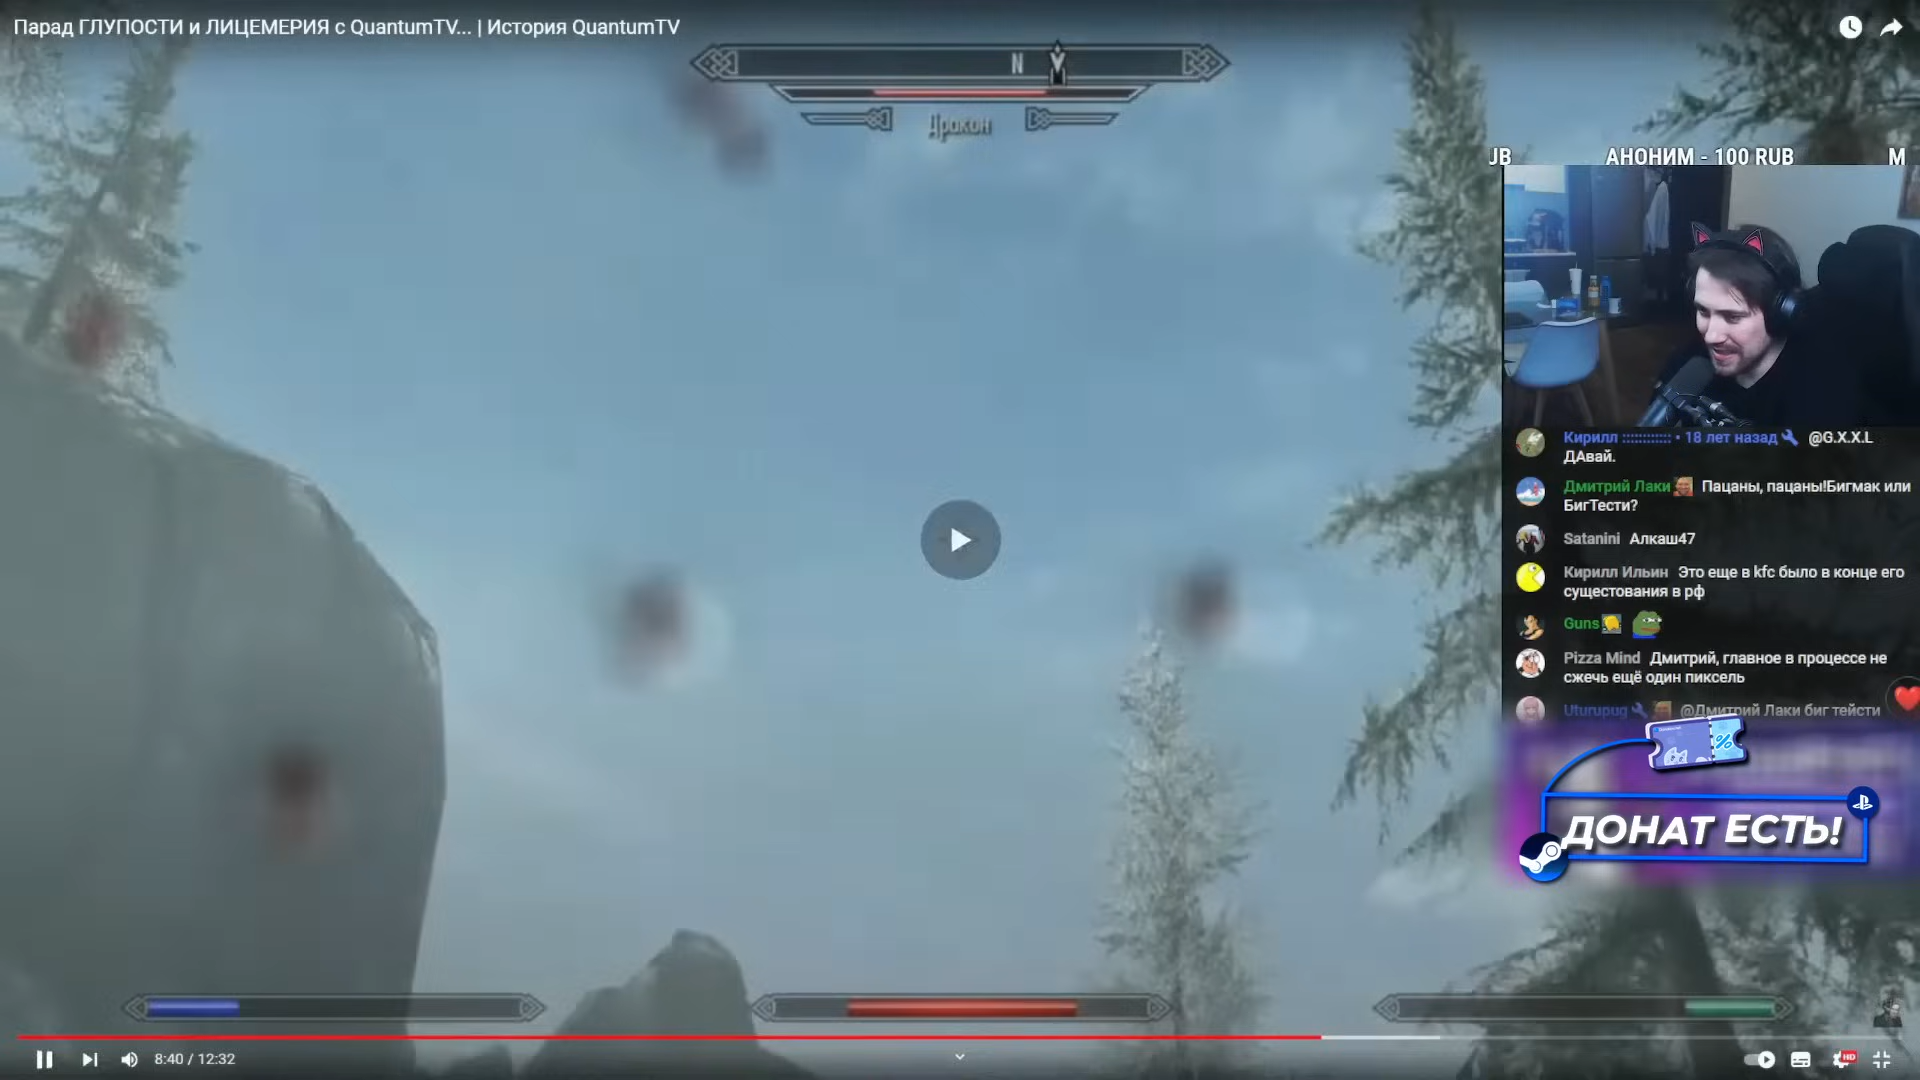 Парад ГЛУПОСТИ и ЛИЦЕМЕРИЯ с QuantumTV... | История QuantumTV
N
Дракон
JB АНОНИМ - 100 RUB M
Кирилл :::::::::::: • 18 лет назад @G.X.X.L
ДАвай.
Дмитрий Лаки Пацаны, пацаны!Бигмак или
БигТести?
Satanini Алкаш47
Кирилл Ильин Это еще в kfc было в конце его
сущестования в рф
Guns
Pizza Mind Дмитрий, главное в процессе не
сжечь ещё один пиксель
Uturupug @Дмитрий Лаки биг тейсти
%
ДОНАТ ЕСТЬ!
8:40 / 12:32
HD